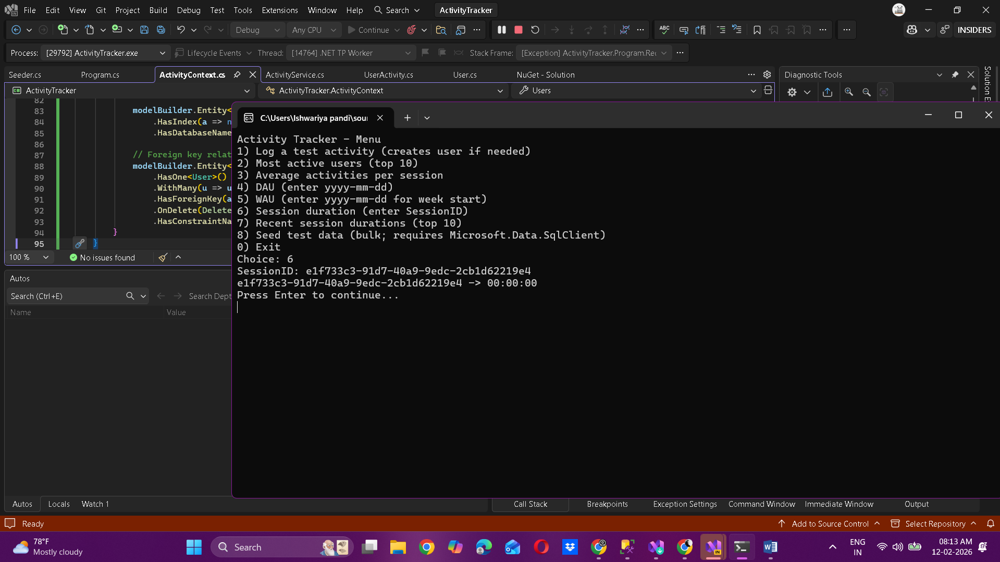 File Edit View Git Project Build Debug Test Tools Extensions Window Help Search ActivityTracker
Debug Any CPU Continue INSIDERS
Process: [29792] ActivityTracker.exe Lifecycle Events Thread: [14764] .NET TP Worker Stack Frame: [Exception] ActivityTracker.Program.Rec
Seeder.cs Program.cs ActivityContext.cs ActivityService.cs UserActivity.cs User.cs NuGet - Solution Diagnostic Tools
ActivityTracker ActivityTracker.ActivityContext Users
Solution E
82
83 modelBuilder.Entity<
84 .HasIndex(a => n
85 .HasDatabaseName
86
87 // Foreign key relat
88 modelBuilder.Entity<
89 .HasOne<User>()
90 .WithMany(u => u
91 .HasForeignKey(a
92 .OnDelete(Delete
93 .HasConstraintNa
94 }
95 }
100 % No issues found
C:\Users\Ishwariya pandi\sour
Activity Tracker - Menu
1) Log a test activity (creates user if needed)
2) Most active users (top 10)
3) Average activities per session
4) DAU (enter yyyy-mm-dd)
5) WAU (enter yyyy-mm-dd for week start)
6) Session duration (enter SessionID)
7) Recent session durations (top 10)
8) Seed test data (bulk; requires Microsoft.Data.SqlClient)
0) Exit
Choice: 6
SessionID: e1f733c3-91d7-40a9-9edc-2cb1d62219e4
e1f733c3-91d7-40a9-9edc-2cb1d62219e4 -> 00:00:00
Press Enter to continue...
Autos
Search (Ctrl+E) Search Dept
Name Value
Autos Locals Watch 1 Call Stack Breakpoints Exception Settings Command Window Immediate Window Output
Ready Add to Source Control Select Repository
78°F
Mostly cloudy
Search
ENG
IN
08:13 AM
12-02-2026